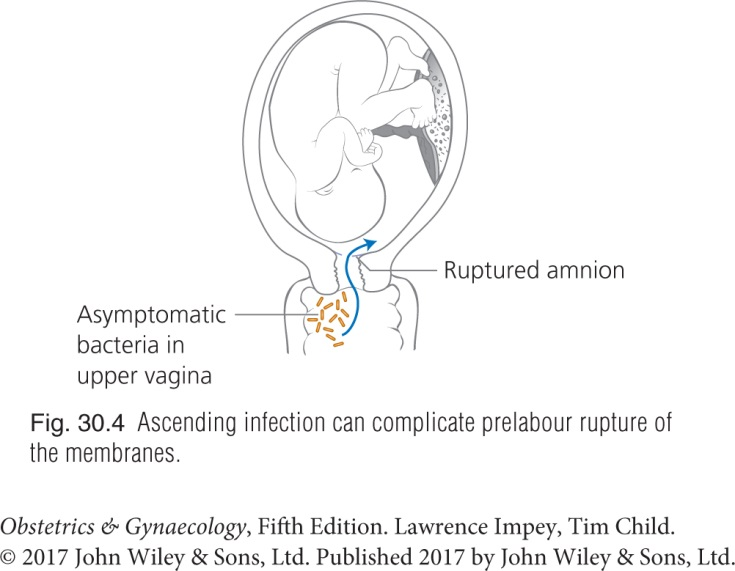 Ruptured amnion
Asymptomatic
bacteria in
upper vagina
Fig. 30.4 Ascending infection can complicate prelabour rupture of
the membranes.
Obstetrics & Gynaecology, Fifth Edition. Lawrence Impey, Tim Child.
© 2017 John Wiley & Sons, Ltd. Published 2017 by John Wiley & Sons, Ltd.